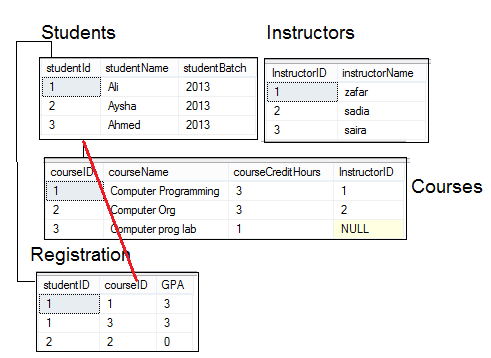 Students
Instructors
studentId studentName studentBatch
1 Ali 2013
2 Aysha 2013
3 Ahmed 2013
InstructorID instructorName
1 zafar
2 sadia
3 saira
courseID courseName courseCreditHours InstructorID
1 Computer Programming 3 1
2 Computer Org 3 2
3 Computer prog lab 1 NULL
Courses
Registration
studentID courseID GPA
1 1 3
1 3 3
2 2 0